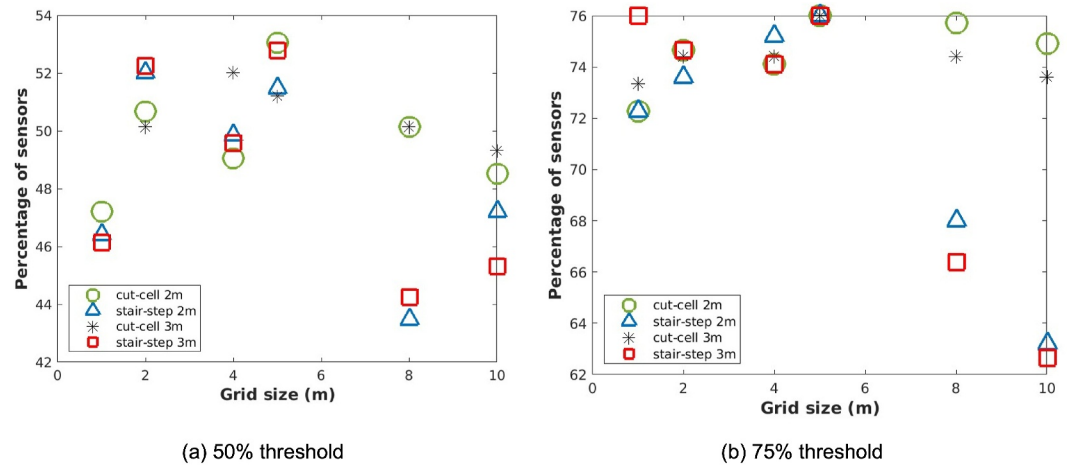 54
52
50
48
46
44
42
Percentage of sensors
cut-cell 2m
stair-step 2m
cut-cell 3m
stair-step 3m
0 2 4 6 8 10
Grid size (m)
(a) 50% threshold
76
74
72
70
68
66
64
62
Percentage of sensors
cut-cell 2m
stair-step 2m
cut-cell 3m
stair-step 3m
0 2 4 6 8 10
Grid size (m)
(b) 75% threshold